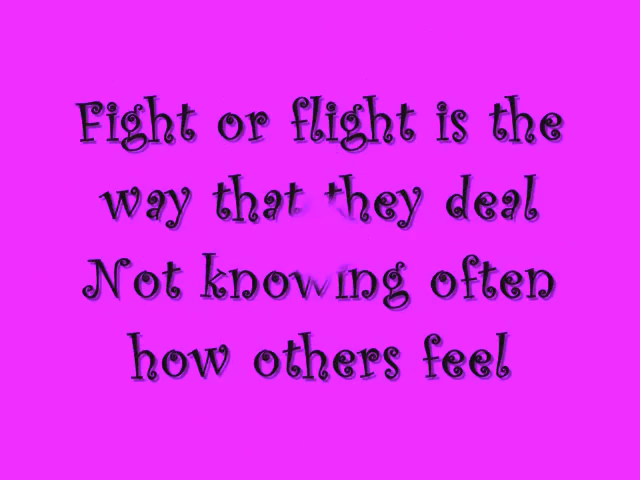 Fight or flight is the
way that they deal
Not knowing often
how others feel